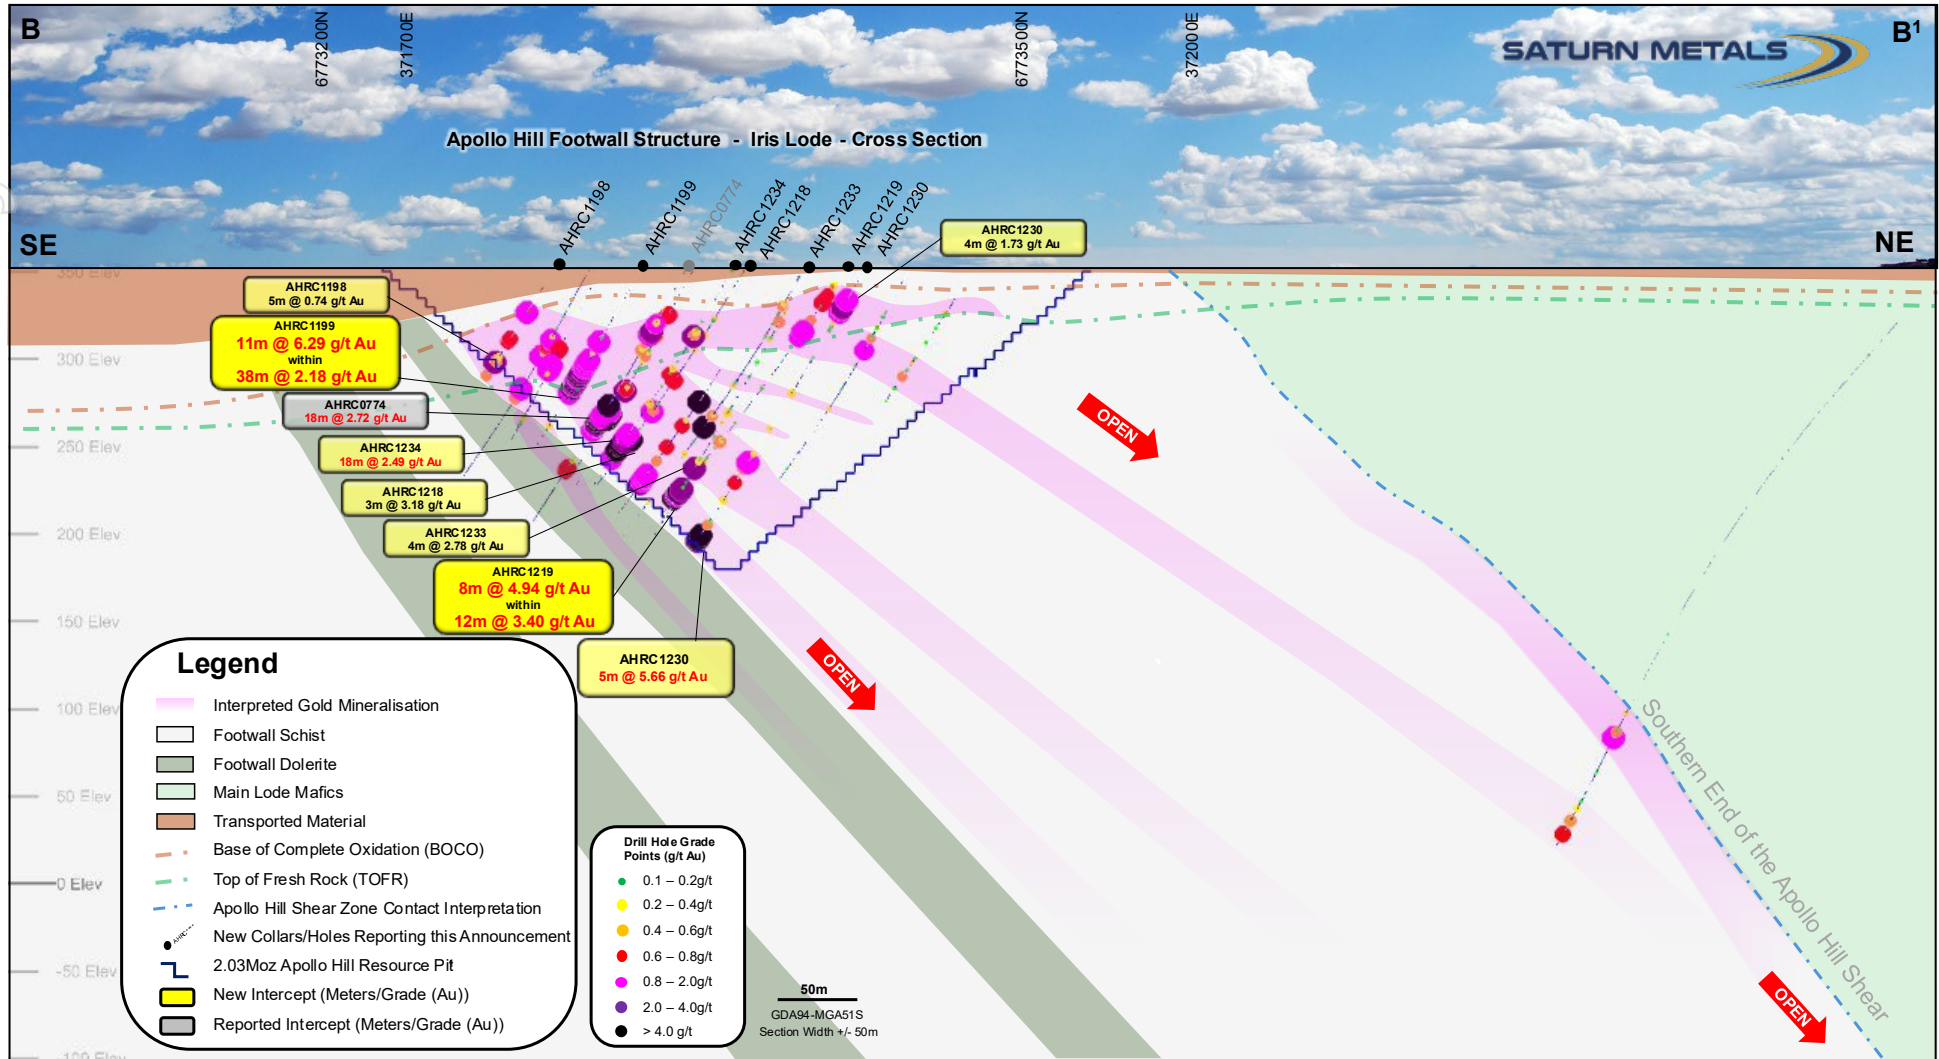 B
6773200N
371700E
6773500N
372000E
B1
SATURN METALS
Apollo Hill Footwall Structure - Iris Lode - Cross Section
AHRC1198
AHRC1199
AHRC0774
AHRC1234
AHRC1218
AHRC1233
AHRC1219
AHRC1230
SE
NE
AHRC1230
4m @ 1.73 g/t Au
350 Elev
300 Elev
250 Elev
200 Elev
150 Elev
100 Elev
50 Elev
0 Elev
-50 Elev
-100 Elev
AHRC1198
5m @ 0.74 g/t Au
AHRC1199
11m @ 6.29 g/t Au
within
38m @ 2.18 g/t Au
AHRC0774
18m @ 2.72 g/t Au
AHRC1234
18m @ 2.49 g/t Au
AHRC1218
3m @ 3.18 g/t Au
AHRC1233
4m @ 2.78 g/t Au
AHRC1219
8m @ 4.94 g/t Au
within
12m @ 3.40 g/t Au
AHRC1230
5m @ 5.66 g/t Au
OPEN
OPEN
OPEN
Southern End of the Apollo Hill Shear
Legend
Interpreted Gold Mineralisation
Footwall Schist
Footwall Dolerite
Main Lode Mafics
Transported Material
Base of Complete Oxidation (BOCO)
Top of Fresh Rock (TOFR)
Apollo Hill Shear Zone Contact Interpretation
New Collars/Holes Reporting this Announcement
2.03Moz Apollo Hill Resource Pit
New Intercept (Meters/Grade (Au))
Reported Intercept (Meters/Grade (Au))
Drill Hole Grade
Points (g/t Au)
0.1 – 0.2g/t
0.2 – 0.4g/t
0.4 – 0.6g/t
0.6 – 0.8g/t
0.8 – 2.0g/t
2.0 – 4.0g/t
> 4.0 g/t
50m
GDA94-MGA51S
Section Width +/- 50m